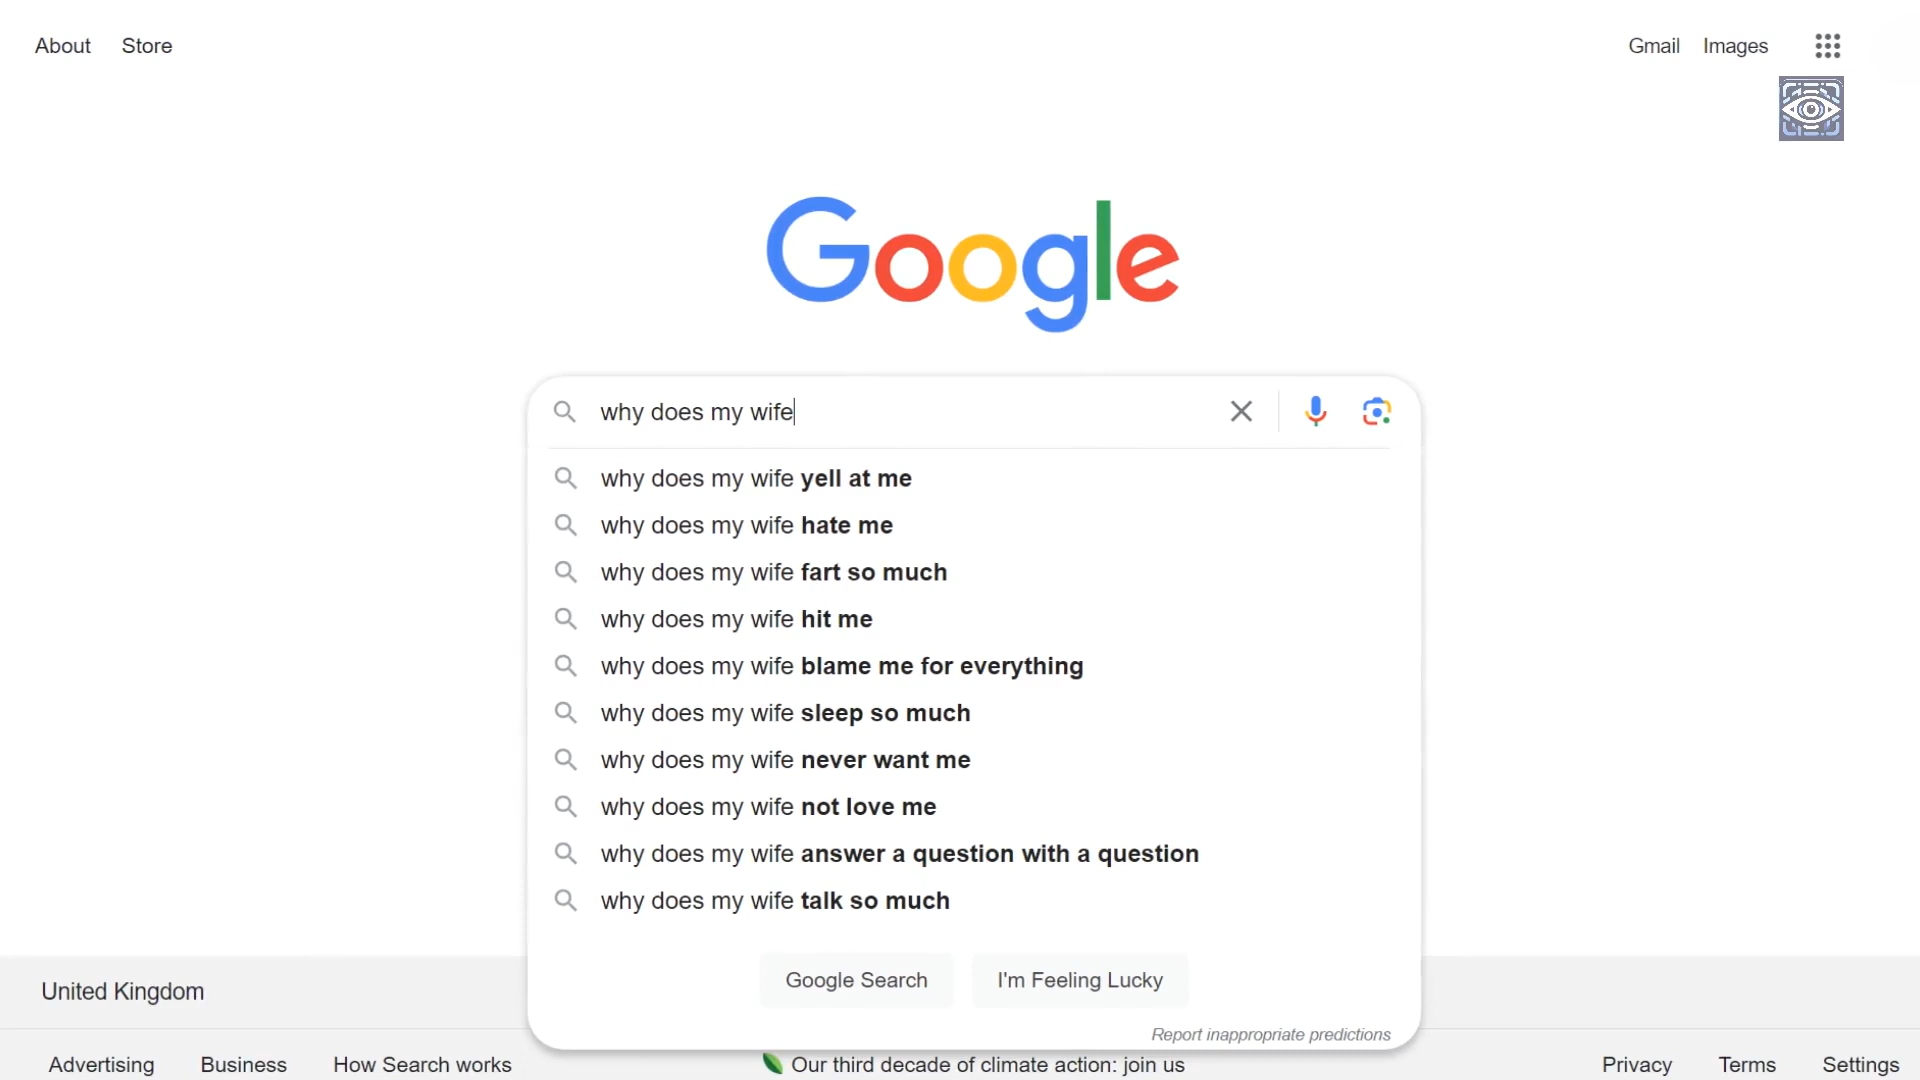 About Store Gmail Images
Google
why does my wife
why does my wife yell at me
why does my wife hate me
why does my wife fart so much
why does my wife hit me
why does my wife blame me for everything
why does my wife sleep so much
why does my wife never want me
why does my wife not love me
why does my wife answer a question with a question
why does my wife talk so much
Google Search I'm Feeling Lucky
Report inappropriate predictions
United Kingdom
Advertising Business How Search works Our third decade of climate action: join us Privacy Terms Settings